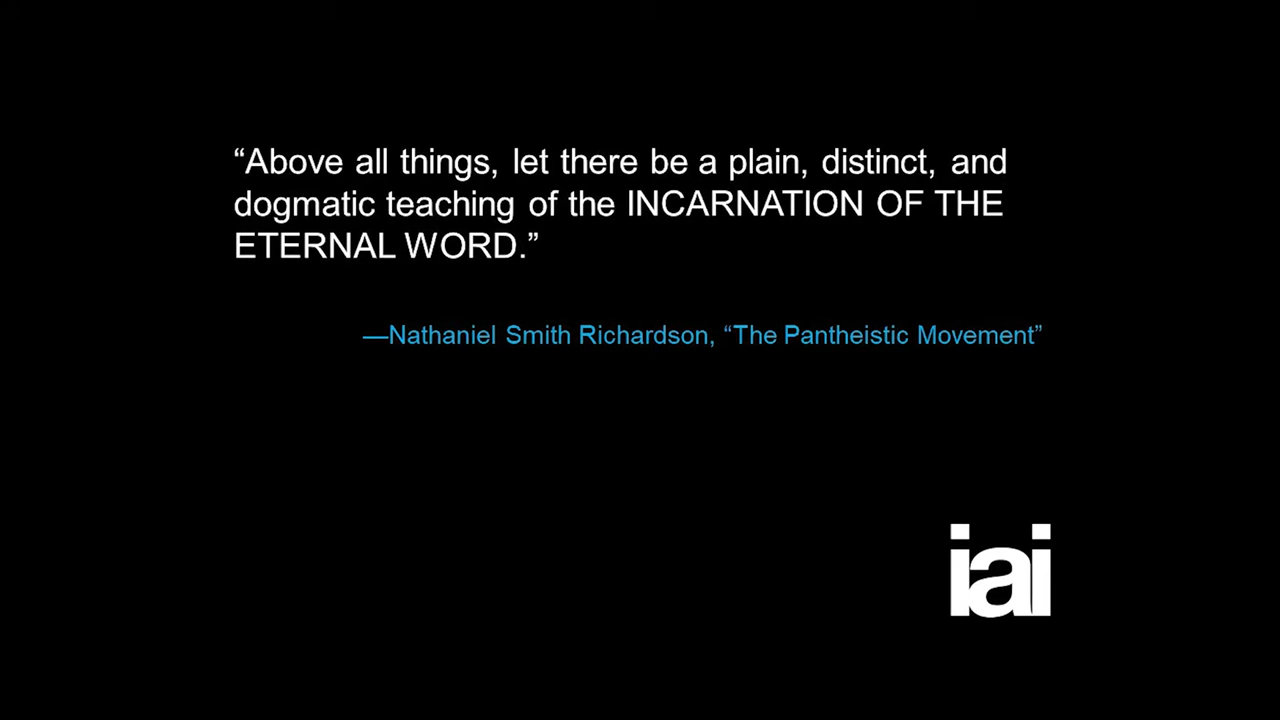 “Above all things, let there be a plain, distinct, and
dogmatic teaching of the INCARNATION OF THE
ETERNAL WORD.”
—Nathaniel Smith Richardson, “The Pantheistic Movement”
iai